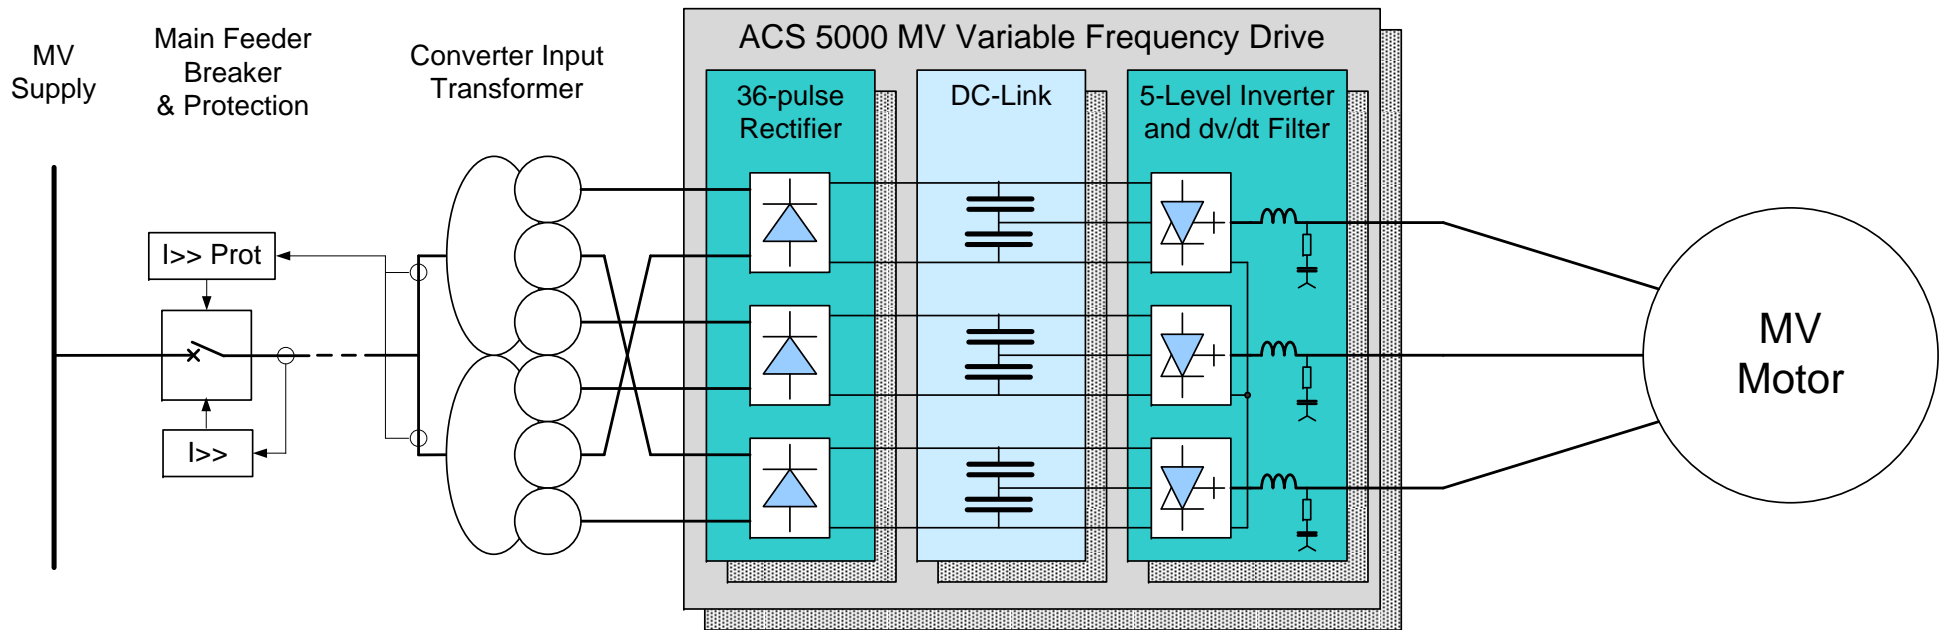 MV
Supply
Main Feeder
Breaker
& Protection
Converter Input
Transformer
ACS 5000 MV Variable Frequency Drive
36-pulse
Rectifier
DC-Link
5-Level Inverter
and dv/dt Filter
I>> Prot
I>>
MV
Motor